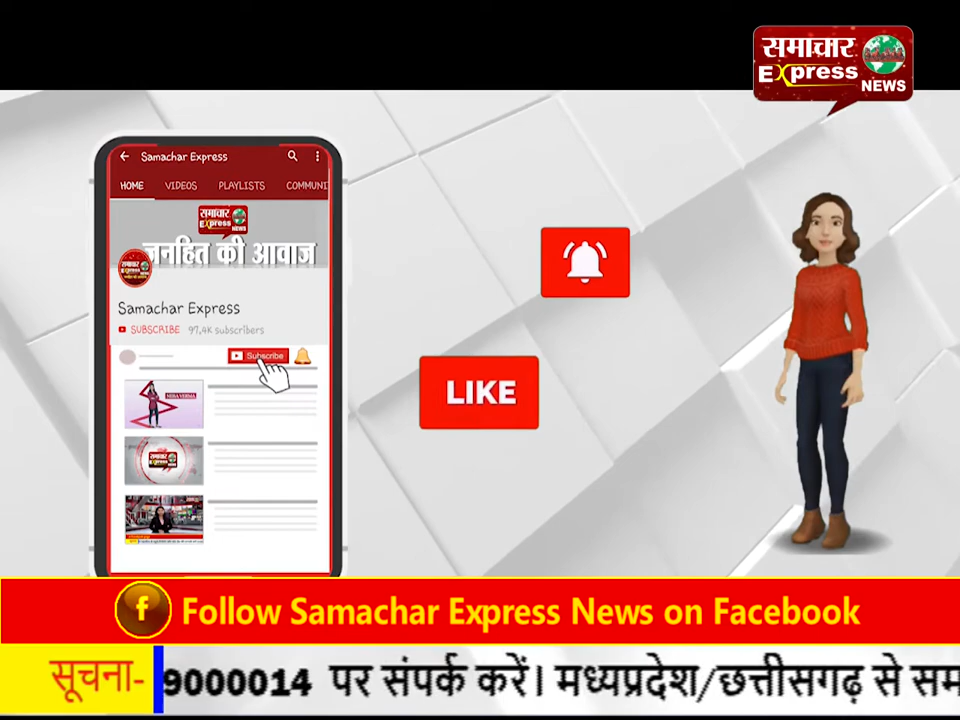 समाचार
Express
NEWS
Samachar Express
HOME VIDEOS PLAYLISTS COMMUNI
समाचार
Express
NEWS
जनहित की आवाज
Samachar Express
SUBSCRIBE 97.4K subscribers
Subscribe
LIKE
f Follow Samachar Express News on Facebook
सूचना- 9000014 पर संपर्क करें। मध्यप्रदेश/छत्तीसगढ़ से सम